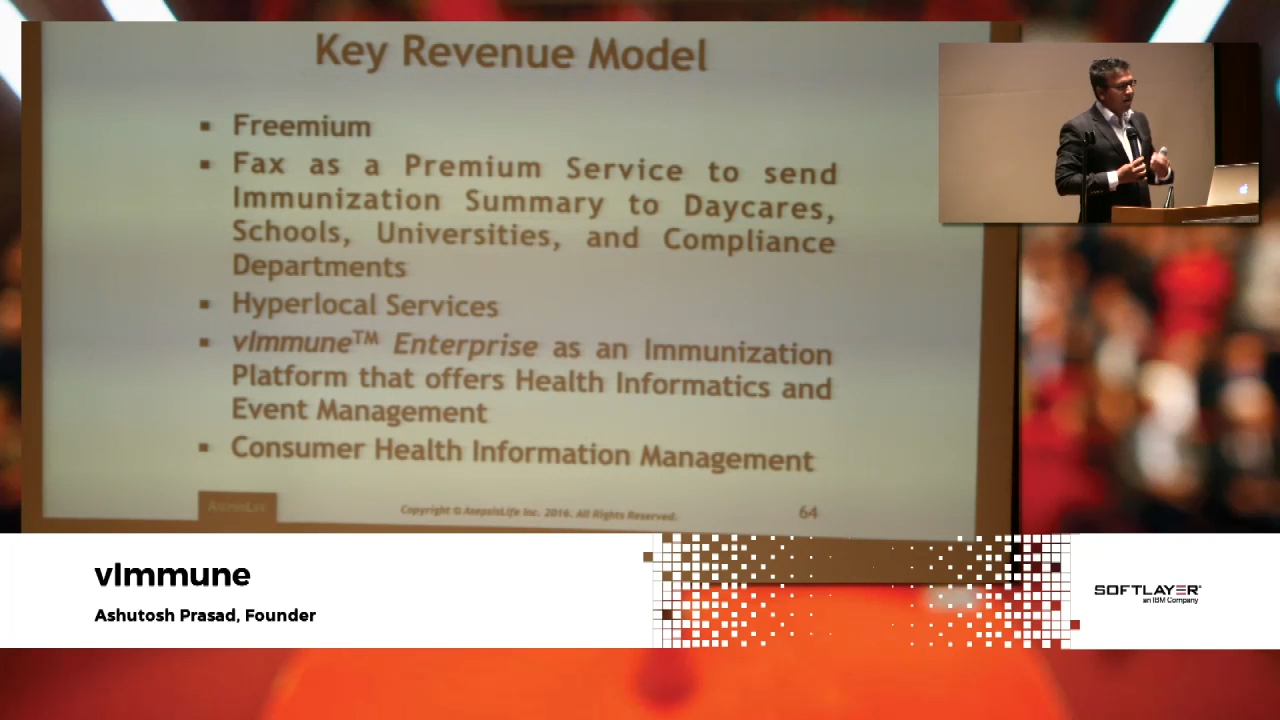 Key Revenue Model
▪ Freemium
▪ Fax as a Premium Service to send
Immunization Summary to Daycares,
Schools, Universities, and Compliance
Departments
▪ Hyperlocal Services
▪ vImmune™ Enterprise as an Immunization
Platform that offers Health Informatics and
Event Management
▪ Consumer Health Information Management
AsepsisLife
Copyright © AsepsisLife Inc. 2016. All Rights Reserved.
64
vImmune
Ashutosh Prasad, Founder
SOFTLAYER®
an IBM Company